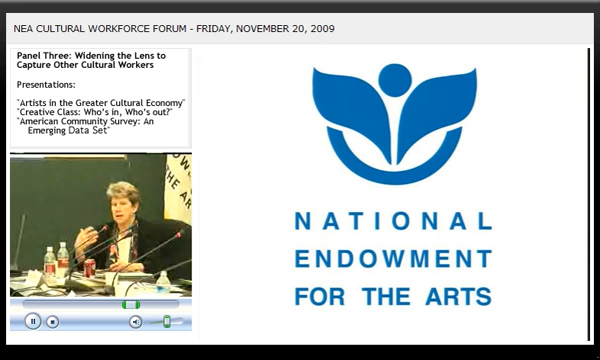 NEA CULTURAL WORKFORCE FORUM - FRIDAY, NOVEMBER 20, 2009
Panel Three: Widening the Lens to
Capture Other Cultural Workers
Presentations:
"Artists in the Greater Cultural Economy"
"Creative Class: Who's in, Who's out?"
"American Community Survey: An
Emerging Data Set"
THE AR
NATIONAL
ENDOWMENT
FOR THE ARTS